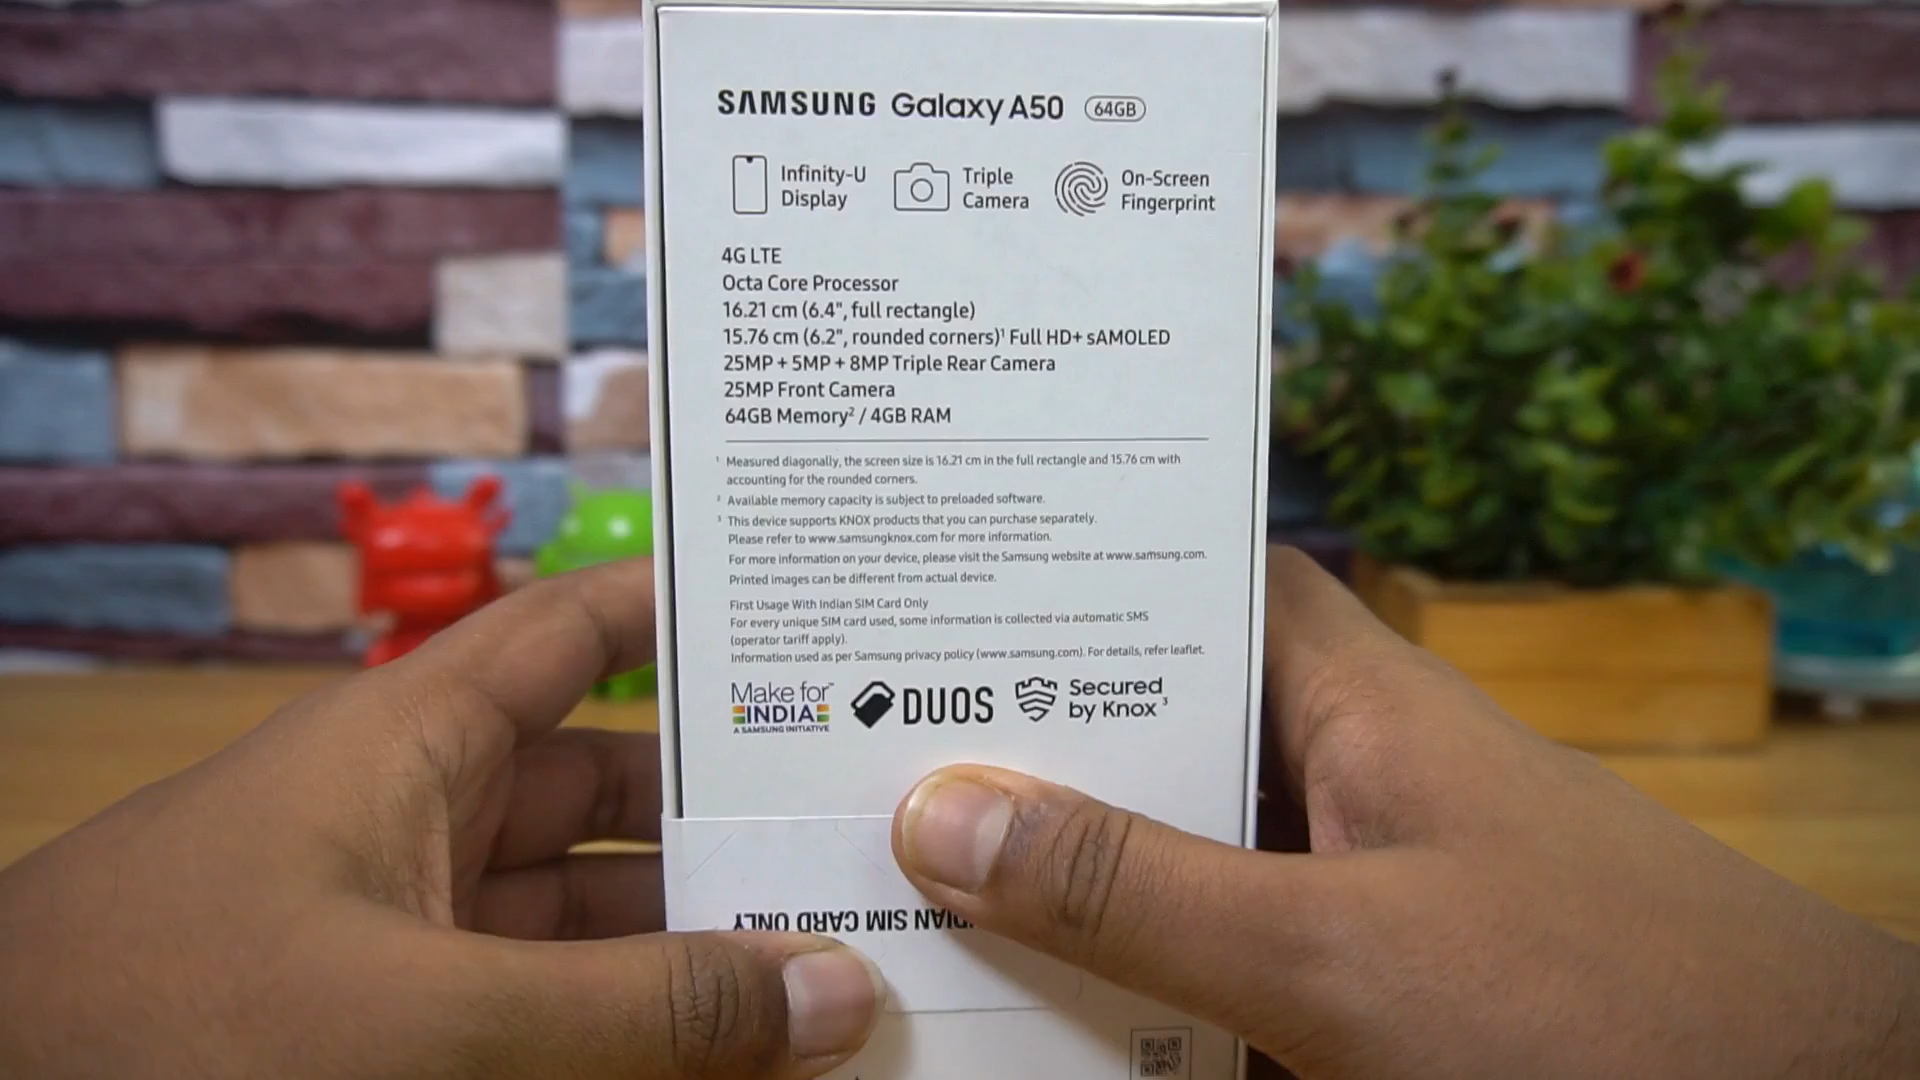 SAMSUNG Galaxy A50 64GB
Infinity-U
Display
Triple
Camera
On-Screen
Fingerprint
4G LTE
Octa Core Processor
16.21 cm (6.4", full rectangle)
15.76 cm (6.2", rounded corners)¹ Full HD+ sAMOLED
25MP + 5MP + 8MP Triple Rear Camera
25MP Front Camera
64GB Memory² / 4GB RAM
¹ Measured diagonally, the screen size is 16.21 cm in the full rectangle and 15.76 cm with
accounting for the rounded corners.
² Available memory capacity is subject to preloaded software.
³ This device supports KNOX products that you can purchase separately.
Please refer to www.samsungknox.com for more information.
For more information on your device, please visit the Samsung website at www.samsung.com.
Printed images can be different from actual device.
First Usage With Indian SIM Card Only
For every unique SIM card used, some information is collected via automatic SMS
(operator tariff apply).
Information used as per Samsung privacy policy (www.samsung.com). For details, refer leaflet.
Make for™
INDIA
A SAMSUNG INITIATIVE
DUOS
Secured
by Knox³
SIM CARD ONLY